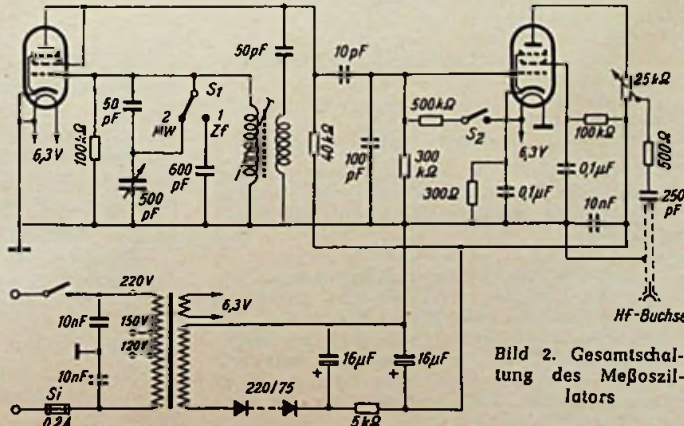 50pF
10pF
25kΩ
50
pF
S1
2
MW
1
Zf
500kΩ
S2
6,3V
100kΩ
6,3V
100kΩ
500
pF
600
pF
40kΩ
100
pF
300
kΩ
300Ω
0,1µF
0,1µF
10nF
500Ω
250
pF
220V
6,3V
HF-Buchse
10nF
150V
120V
16µF
16µF
+
+
10nF
Si
0,2A
220/75
5kΩ
Bild 2. Gesamtschal-
tung des Meßoszil-
lators